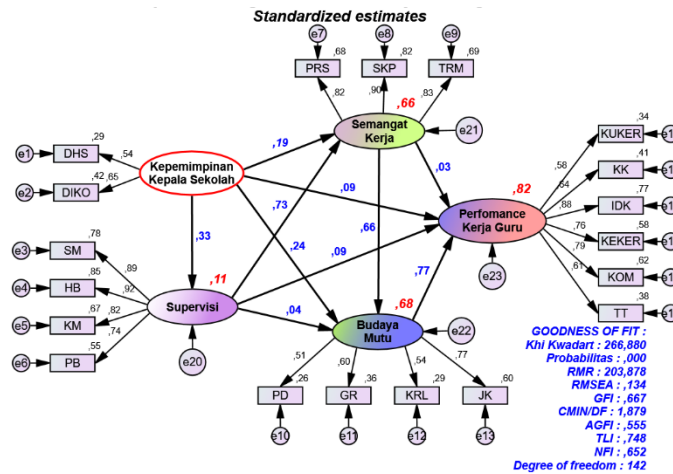 Standardized estimates
e7
e8
e9
,68
,82
,69
PRS
SKP
TRM
,82
,90
,83
,66
Semangat
Kerja
e21
,29
e1
DHS
,54
,42
,65
e2
DIKO
Kepemimpinan
Kepala Sekolah
,19
,03
,09
,73
,33
,24
,66
,09
,04
,77
,34
KUKER
,58
,41
KK
,77
IDK
,88
,58
KEKER
,76
,79
,62
KOM
,61
,38
TT
,82
Perfomance
Kerja Guru
e23
,78
e3
SM
,89
,85
e4
HB
,92
,67
e5
KM
,82
,55
e6
PB
,74
,11
Supervisi
e20
,68
Budaya
Mutu
e22
,51
,60
,54
,77
PD
,26
GR
,36
KRL
,29
JK
,60
e10
e11
e12
e13
GOODNESS OF FIT :
Khi Kwadart : 266,880
Probabilitas : ,000
RMR : 203,878
RMSEA : ,134
GFI : ,667
CMIN/DF : 1,879
AGFI : ,555
TLI : ,748
NFI : ,652
Degree of freedom : 142